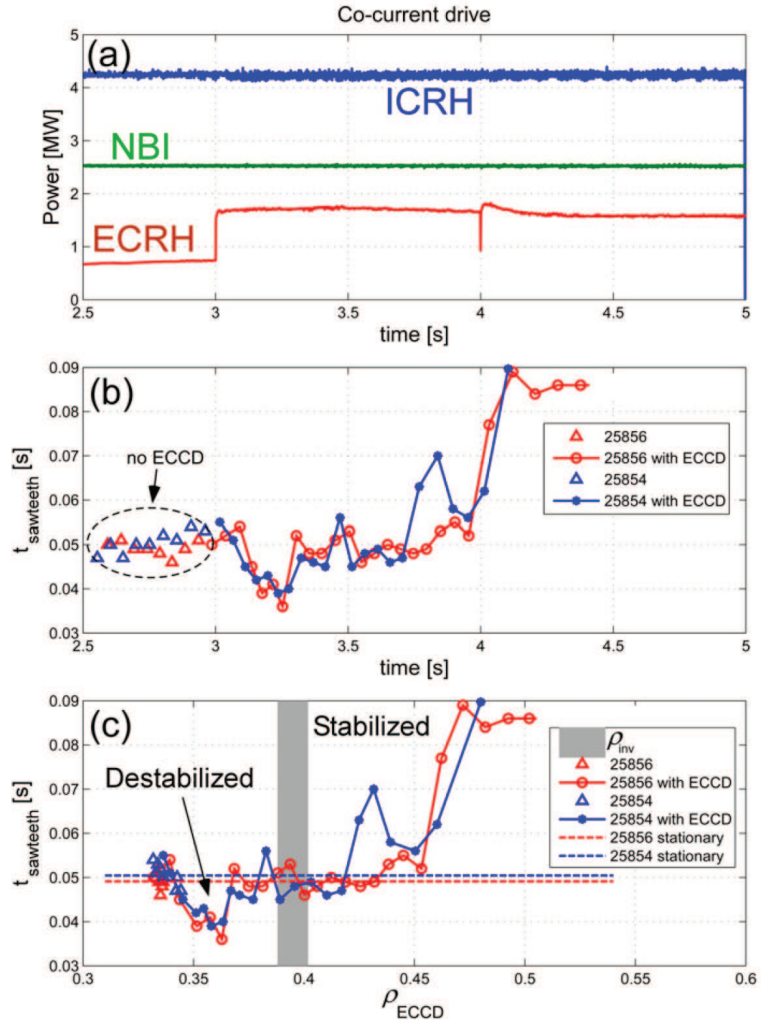 Co-current drive
(a)
5
4
3
2
1
0
Power [MW]
ICRH
NBI
ECRH
2.5 3 3.5 4 4.5 5
time [s]
(b)
0.09
0.08
0.07
0.06
0.05
0.04
0.03
t sawteeth [s]
no ECCD
25856
25856 with ECCD
25854
25854 with ECCD
2.5 3 3.5 4 4.5 5
time [s]
(c)
0.09
0.08
0.07
0.06
0.05
0.04
0.03
t sawteeth [s]
Stabilized
Destabilized
ρ inv
25856
25856 with ECCD
25854
25854 with ECCD
25856 stationary
25854 stationary
0.3 0.35 0.4 0.45 0.5 0.55 0.6
ρ ECCD